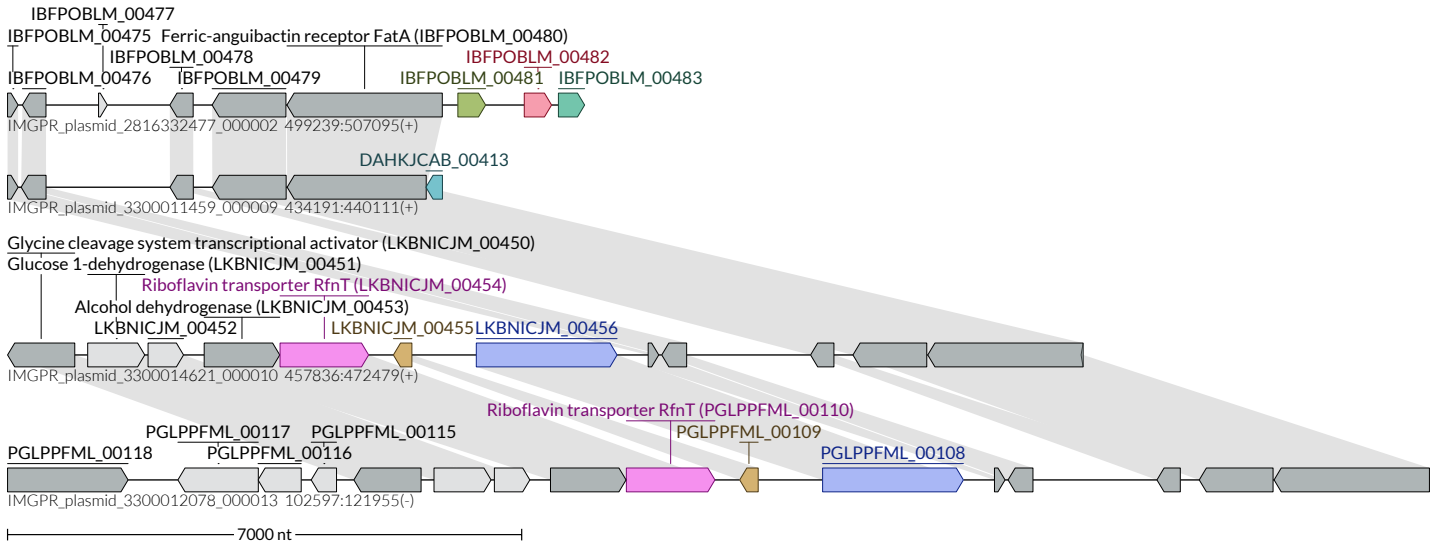 IBFPOBLM_00477
IBFPOBLM_00475 Ferric-anguibactin receptor FatA (IBFPOBLM_00480)
IBFPOBLM_00478 IBFPOBLM_00482
IBFPOBLM_00476 IBFPOBLM_00479 IBFPOBLM_00481 IBFPOBLM_00483
IMGPR_plasmid_2816332477_000002 499239:507095(+)
DAHKJCAB_00413
IMGPR_plasmid_3300011459_000009 434191:440111(+)
Glycine cleavage system transcriptional activator (LKBNICJM_00450)
Glucose 1-dehydrogenase (LKBNICJM_00451)
Riboflavin transporter RfnT (LKBNICJM_00454)
Alcohol dehydrogenase (LKBNICJM_00453)
LKBNICJM_00452 LKBNICJM_00455 LKBNICJM_00456
IMGPR_plasmid_3300014621_000010 457836:472479(+)
Riboflavin transporter RfnT (PGLPPFML_00110)
PGLPPFML_00117 PGLPPFML_00115 PGLPPFML_00109
PGLPPFML_00118 PGLPPFML_00116 PGLPPFML_00108
IMGPR_plasmid_3300012078_000013 102597:121955(-)
7000 nt